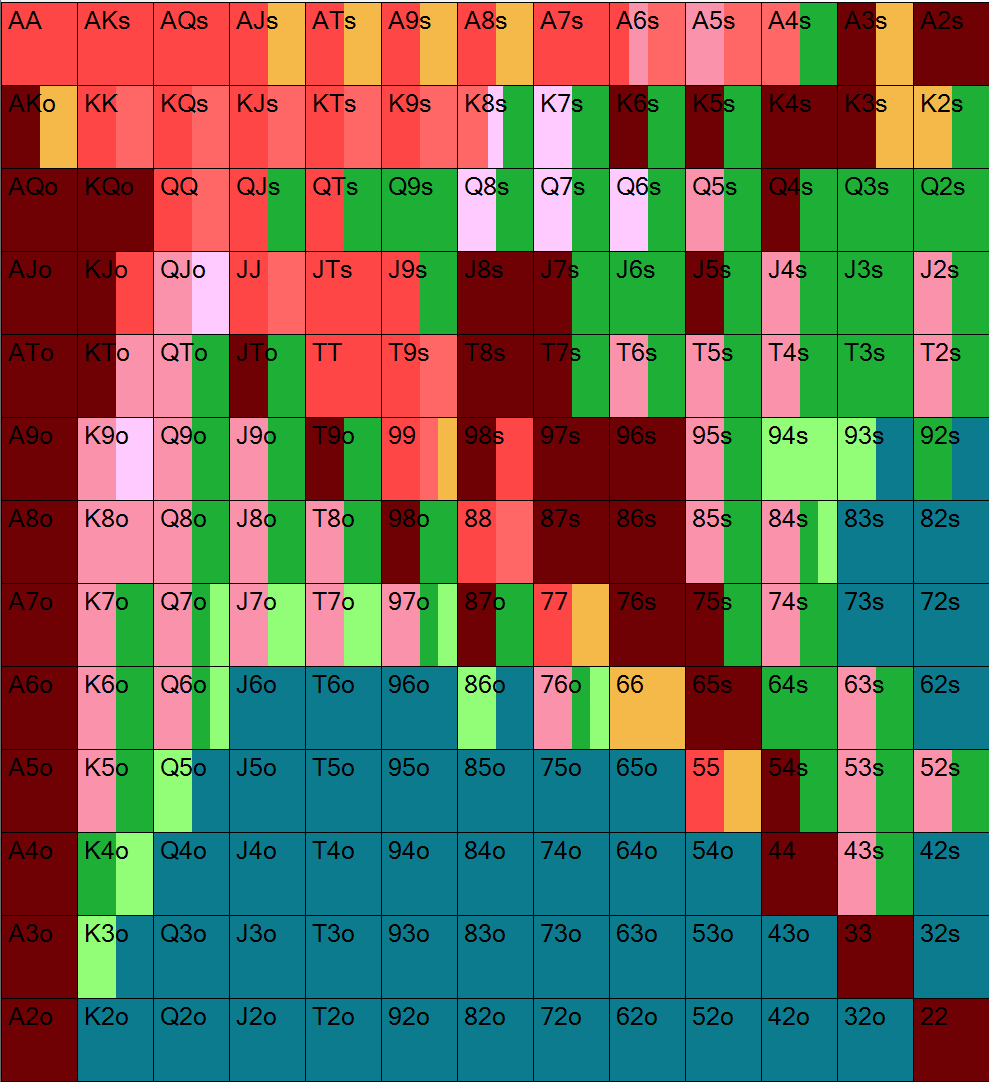 AA AKs AQs AJs ATs A9s A8s A7s A6s A5s A4s A3s A2s
AKo KK KQs KJs KTs K9s K8s K7s K6s K5s K4s K3s K2s
AQo KQo QQ QJs QTs Q9s Q8s Q7s Q6s Q5s Q4s Q3s Q2s
AJo KJo QJo JJ JTs J9s J8s J7s J6s J5s J4s J3s J2s
ATo KTo QTo JTo TT T9s T8s T7s T6s T5s T4s T3s T2s
A9o K9o Q9o J9o T9o 99 98s 97s 96s 95s 94s 93s 92s
A8o K8o Q8o J8o T8o 98o 88 87s 86s 85s 84s 83s 82s
A7o K7o Q7o J7o T7o 97o 87o 77 76s 75s 74s 73s 72s
A6o K6o Q6o J6o T6o 96o 86o 76o 66 65s 64s 63s 62s
A5o K5o Q5o J5o T5o 95o 85o 75o 65o 55 54s 53s 52s
A4o K4o Q4o J4o T4o 94o 84o 74o 64o 54o 44 43s 42s
A3o K3o Q3o J3o T3o 93o 83o 73o 63o 53o 43o 33 32s
A2o K2o Q2o J2o T2o 92o 82o 72o 62o 52o 42o 32o 22